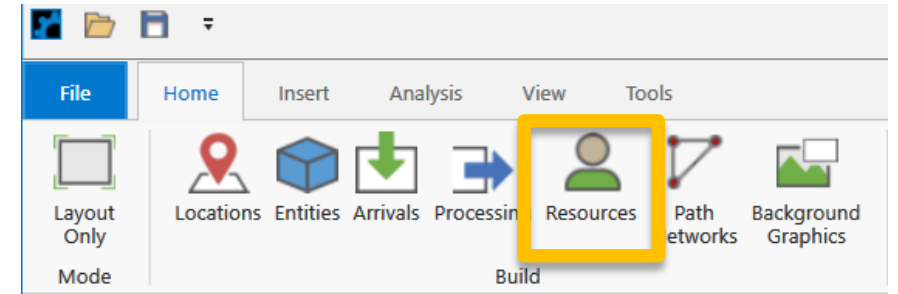 File Home Insert Analysis View Tools
Layout Only
Locations Entities Arrivals Processin Resources Path etworks Background Graphics
Mode Build